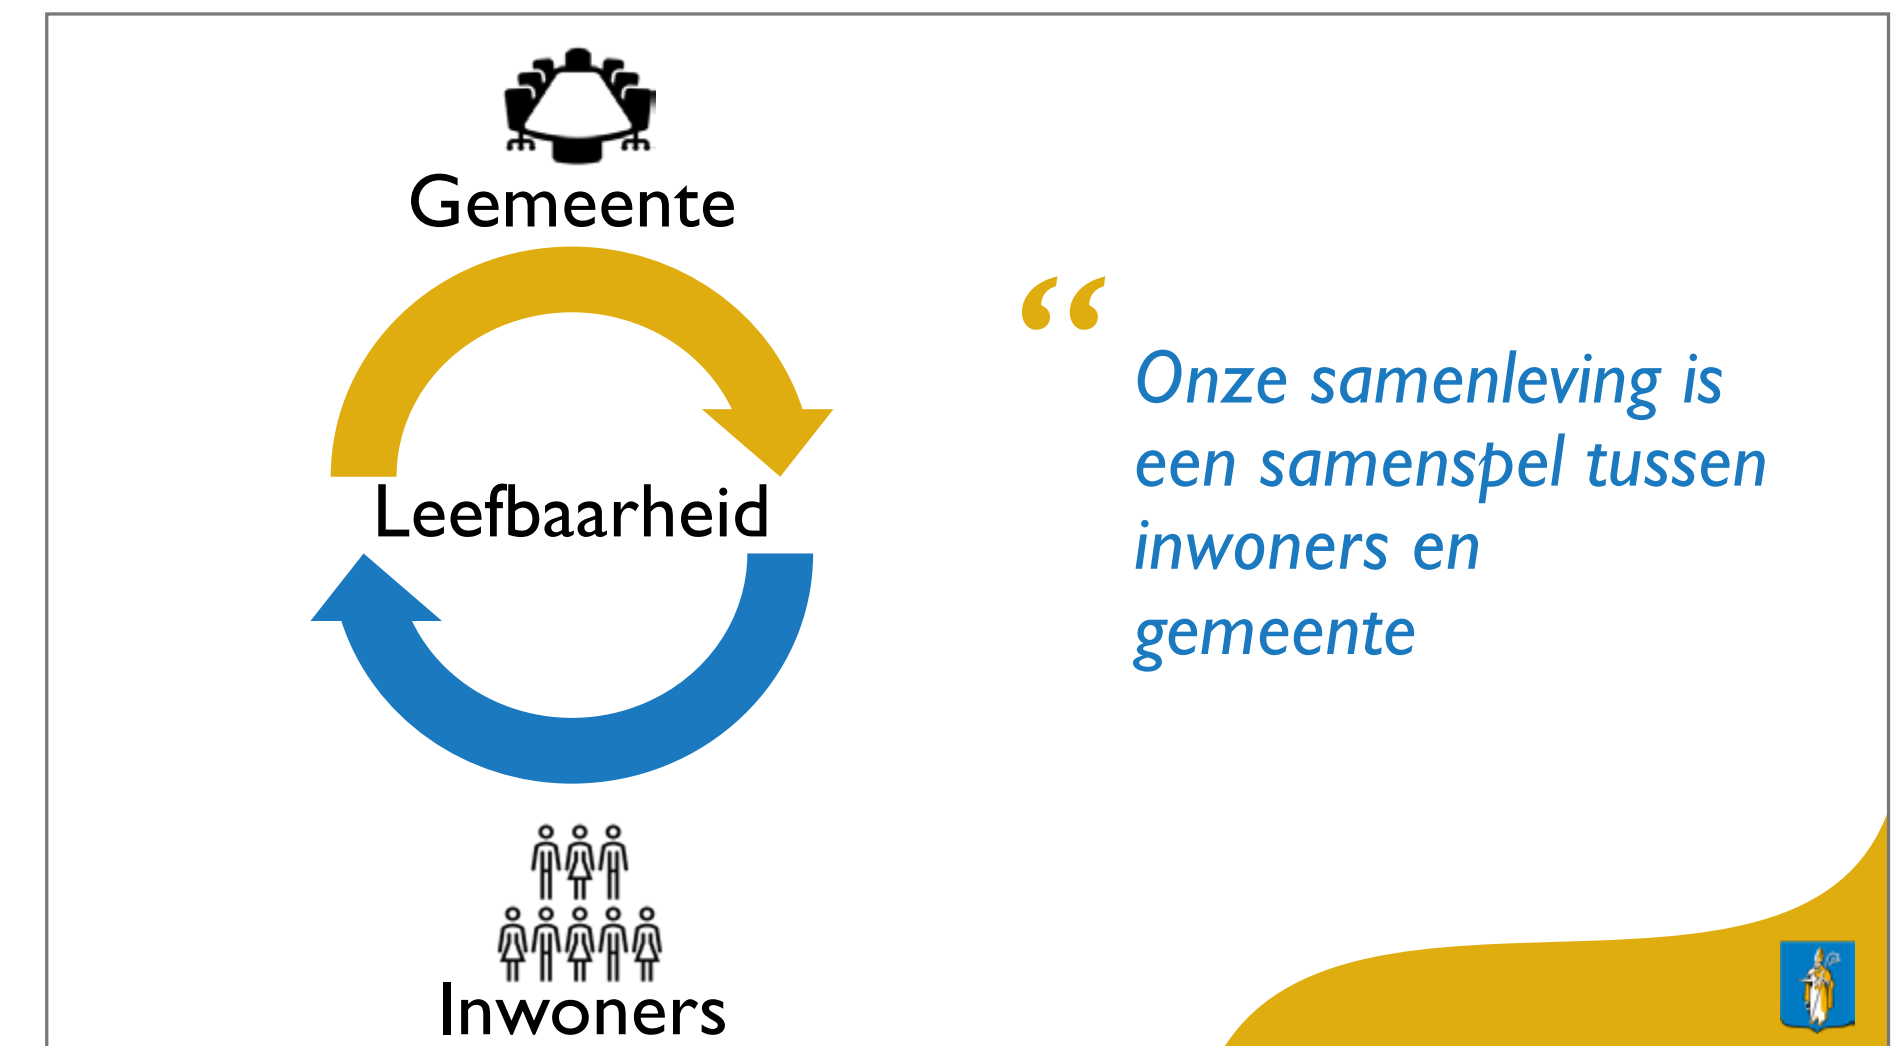 Gemeente
Leefbaarheid
Inwoners
“
Onze samenleving is
een samenspel tussen
inwoners en
gemeente